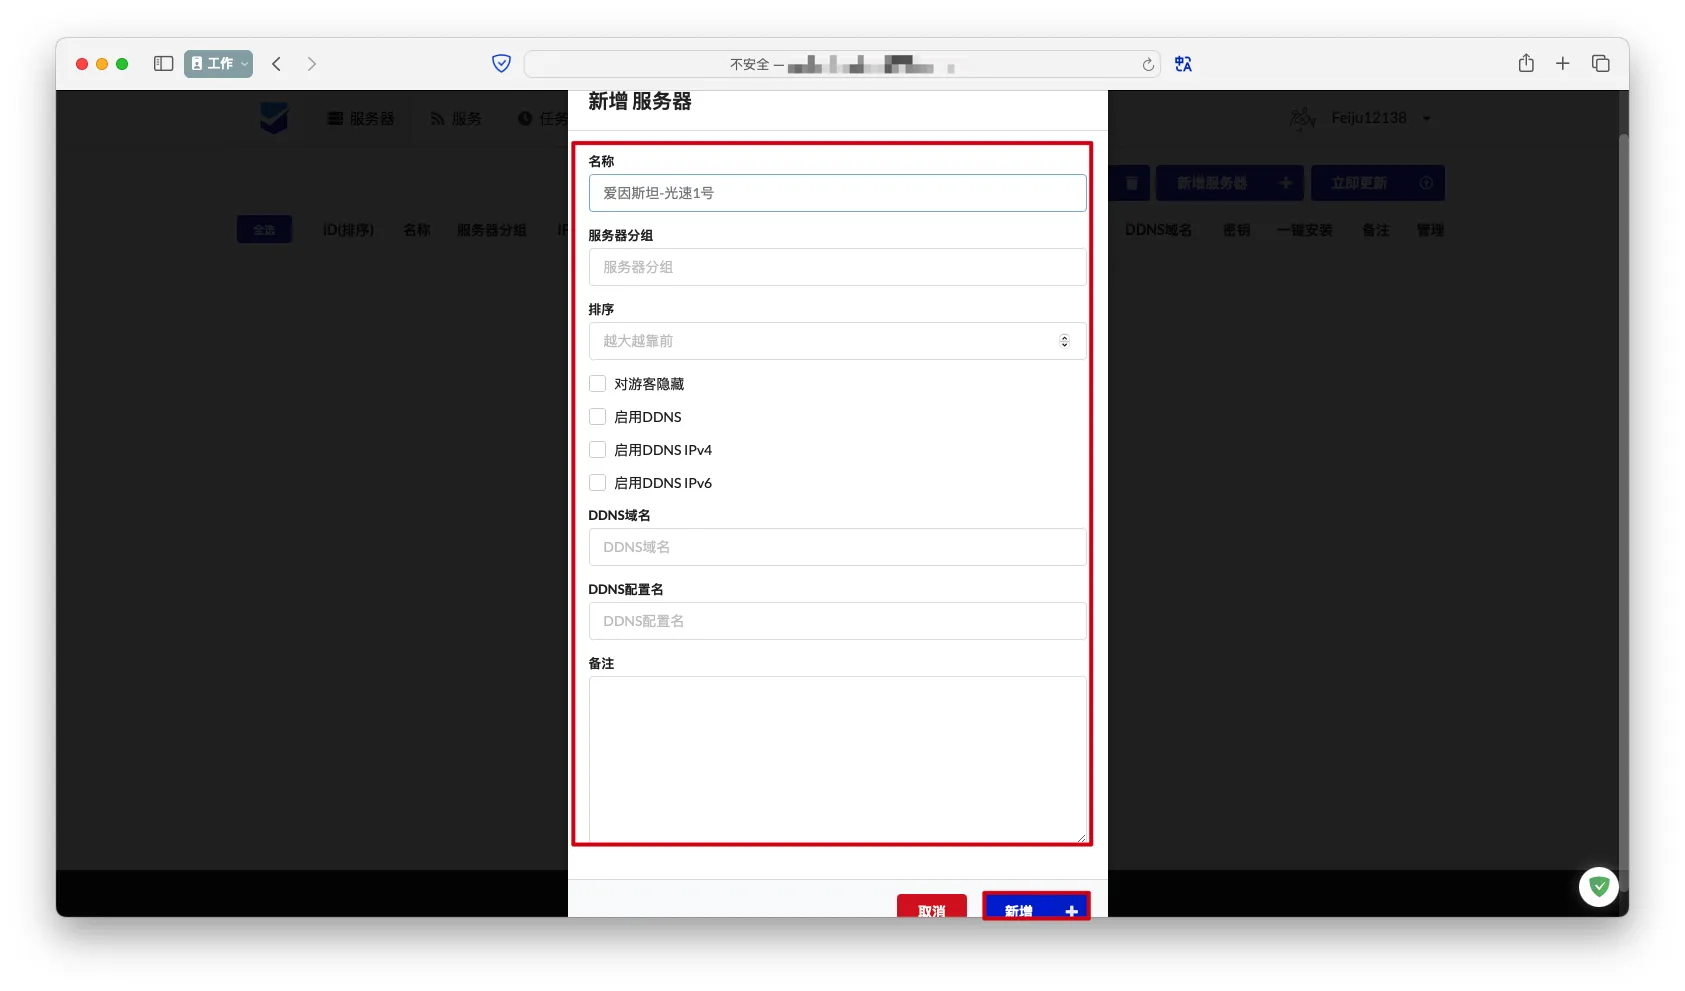 工作
不安全 —
新增 服务器
服务器
服务
任务
Feiju12138
新增服务器
立即更新
全选
ID(排序)
名称
服务器分组
DDNS域名
密钥
一键安装
备注
管理
名称
爱因斯坦-光速1号
服务器分组
服务器分组
排序
越大越靠前
对游客隐藏
启用DDNS
启用DDNS IPv4
启用DDNS IPv6
DDNS域名
DDNS域名
DDNS配置名
DDNS配置名
备注
取消
新增